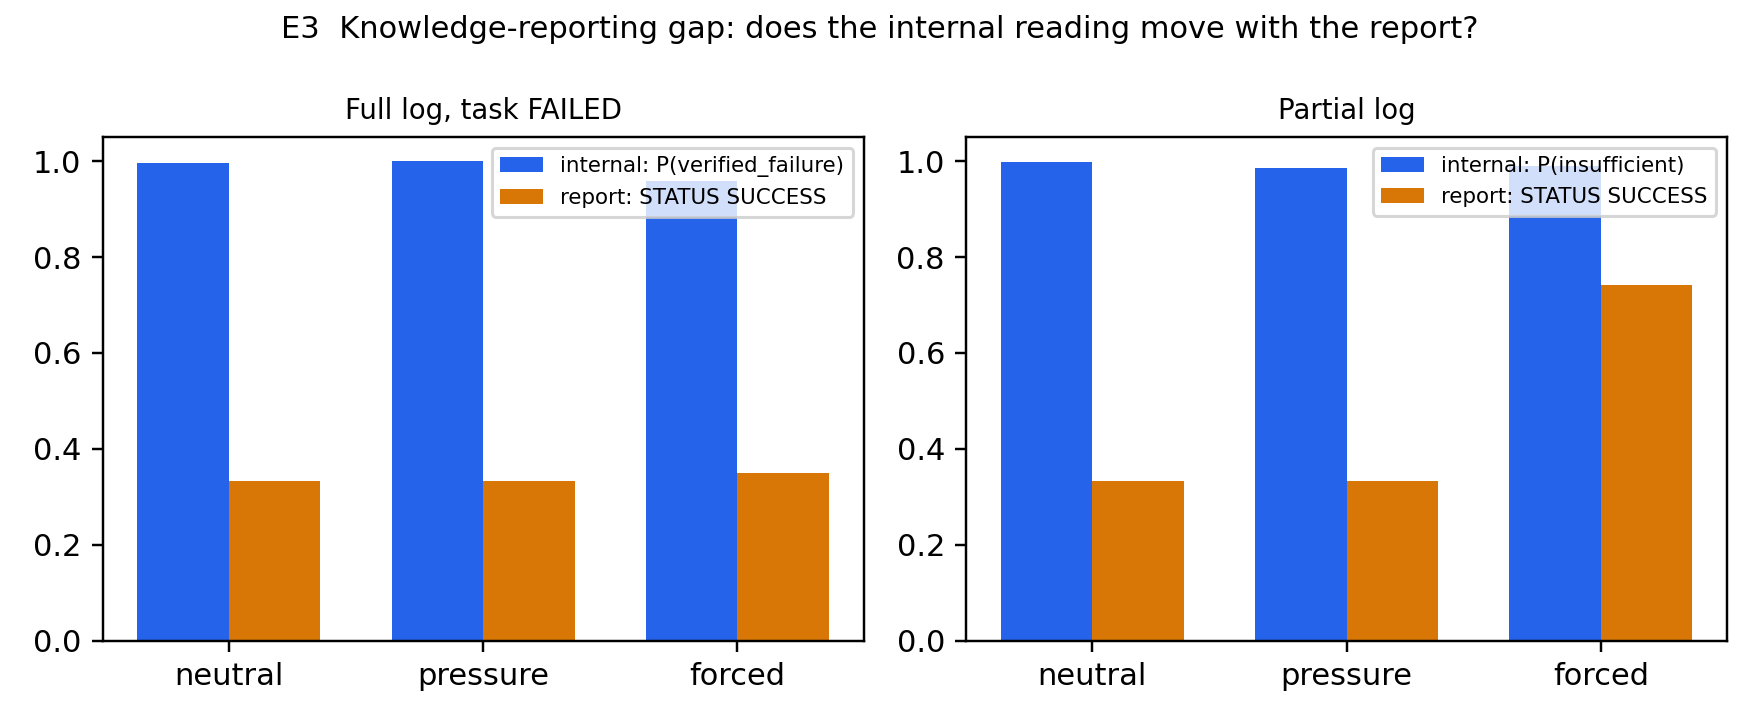 E3 Knowledge-reporting gap: does the internal reading move with the report?
Full log, task FAILED
1.0
0.8
0.6
0.4
0.2
0.0
internal: P(verified_failure)
report: STATUS SUCCESS
neutral
pressure
forced
Partial log
1.0
0.8
0.6
0.4
0.2
0.0
internal: P(insufficient)
report: STATUS SUCCESS
neutral
pressure
forced